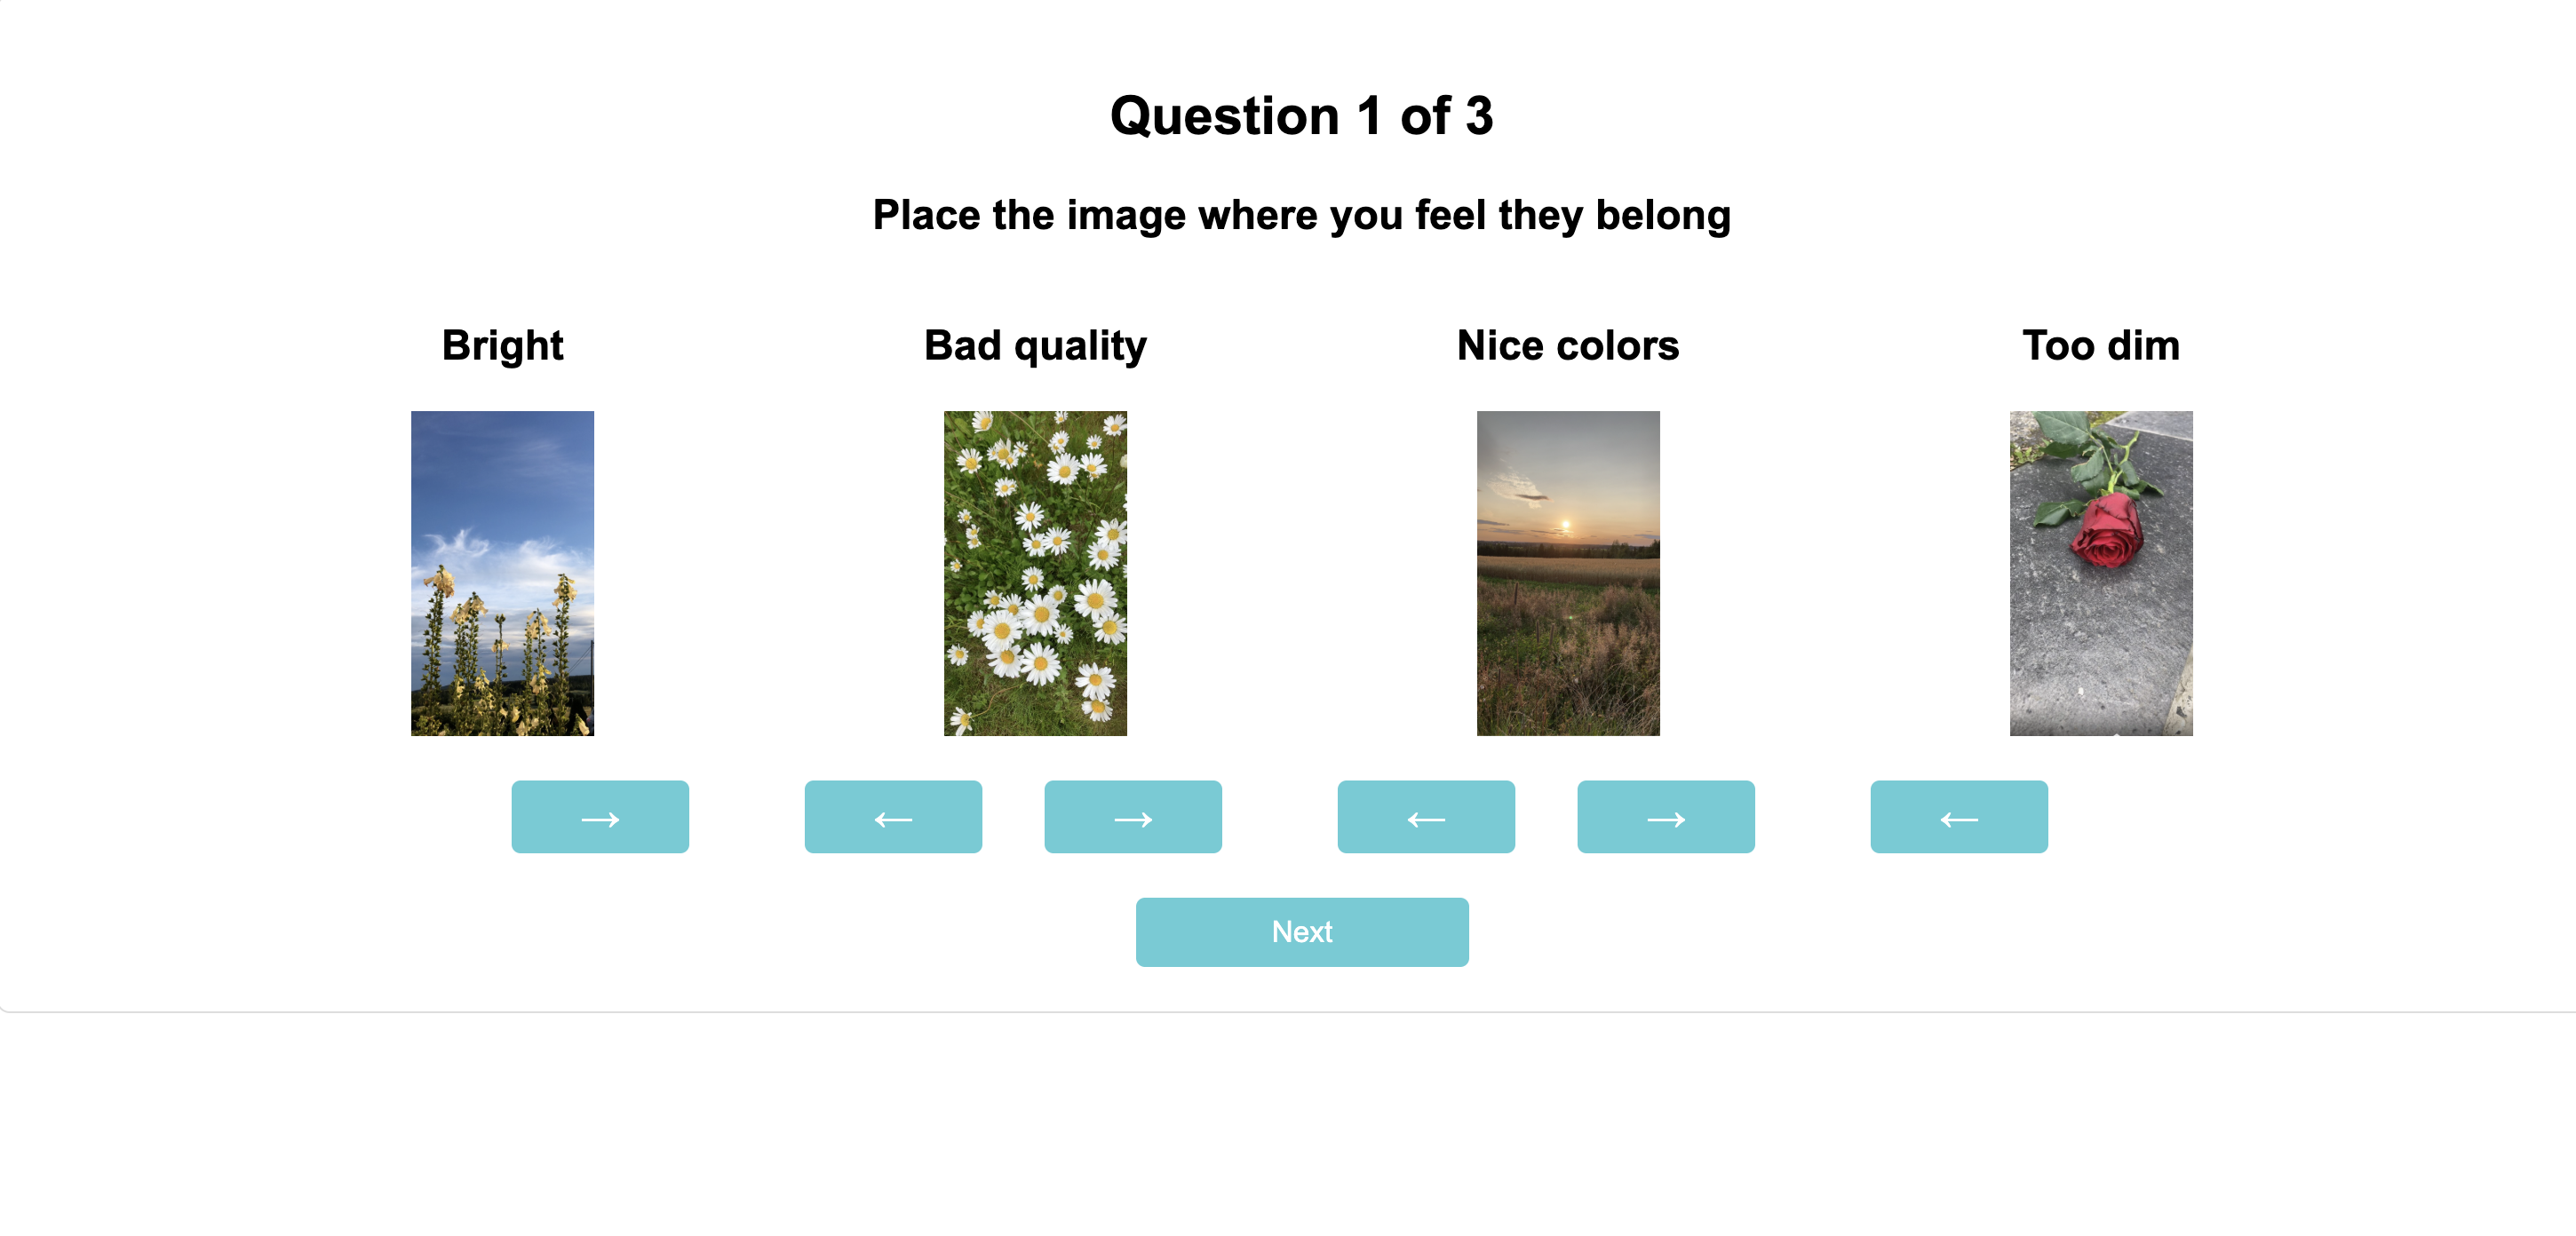 Question 1 of 3
Place the image where you feel they belong
Bright
Bad quality
Nice colors
Too dim
→ ← → ← → ←
Next